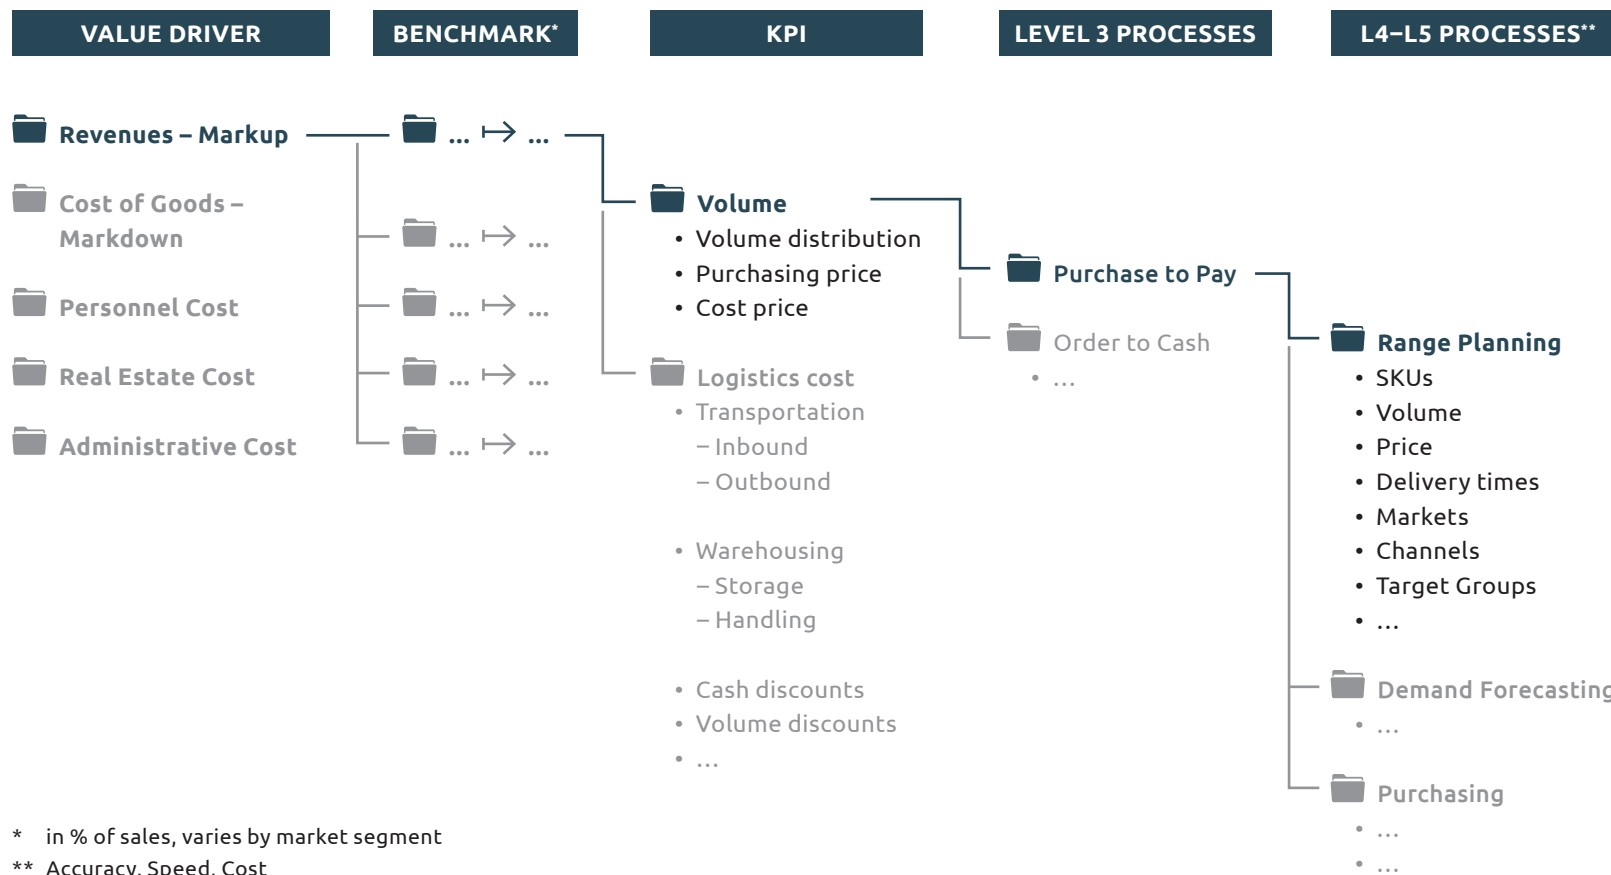 VALUE DRIVER
BENCHMARK*
KPI
LEVEL 3 PROCESSES
L4–L5 PROCESSES**
Revenues – Markup
Cost of Goods –
Markdown
Personnel Cost
Real Estate Cost
Administrative Cost
... ↦ ...
... ↦ ...
... ↦ ...
... ↦ ...
... ↦ ...
Volume
• Volume distribution
• Purchasing price
• Cost price
Logistics cost
• Transportation
– Inbound
– Outbound
• Warehousing
– Storage
– Handling
• Cash discounts
• Volume discounts
• ...
Purchase to Pay
Order to Cash
• ...
Range Planning
• SKUs
• Volume
• Price
• Delivery times
• Markets
• Channels
• Target Groups
• ...
Demand Forecasting
• ...
Purchasing
• ...
• ...
* in % of sales, varies by market segment
** Accuracy, Speed, Cost